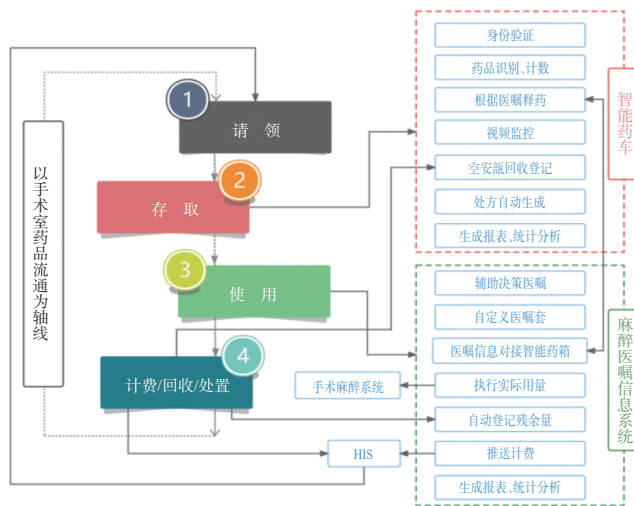 以手术室药品流通为轴线
1
请 领
2
存 取
3
使 用
4
计费/回收/处置
手术麻醉系统
HIS
身份验证
药品识别、计数
根据医嘱释药
视频监控
空安瓿回收登记
处方自动生成
生成报表、统计分析
智能药车
辅助决策医嘱
自定义医嘱套
医嘱信息对接智能药箱
执行实际用量
自动登记残余量
推送计费
生成报表、统计分析
麻醉医嘱信息系统